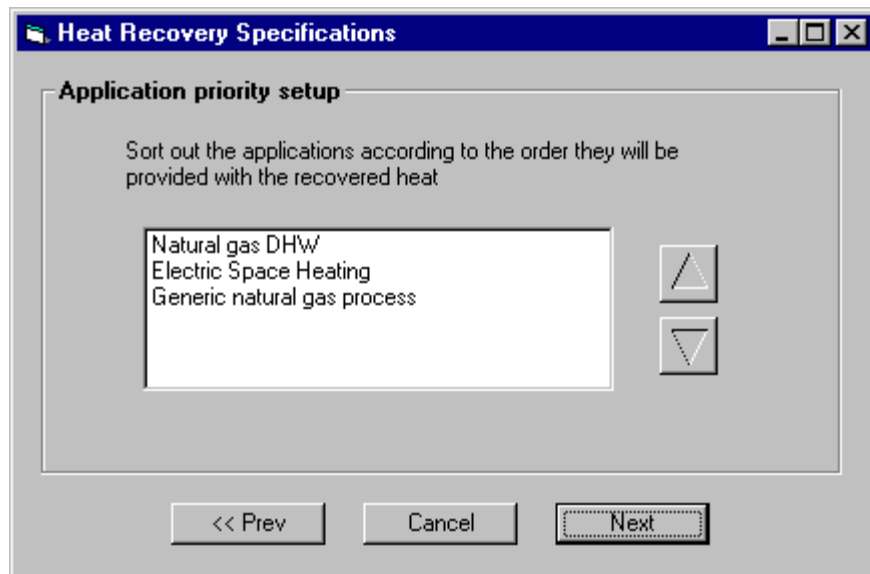 Heat Recovery Specifications
Application priority setup
Sort out the applications according to the order they will be
provided with the recovered heat
Natural gas DHW
Electric Space Heating
Generic natural gas process
<< Prev
Cancel
Next